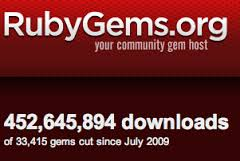 RubyGems.org
your community gem host
452,645,894 downloads
of 33,415 gems cut since July 2009